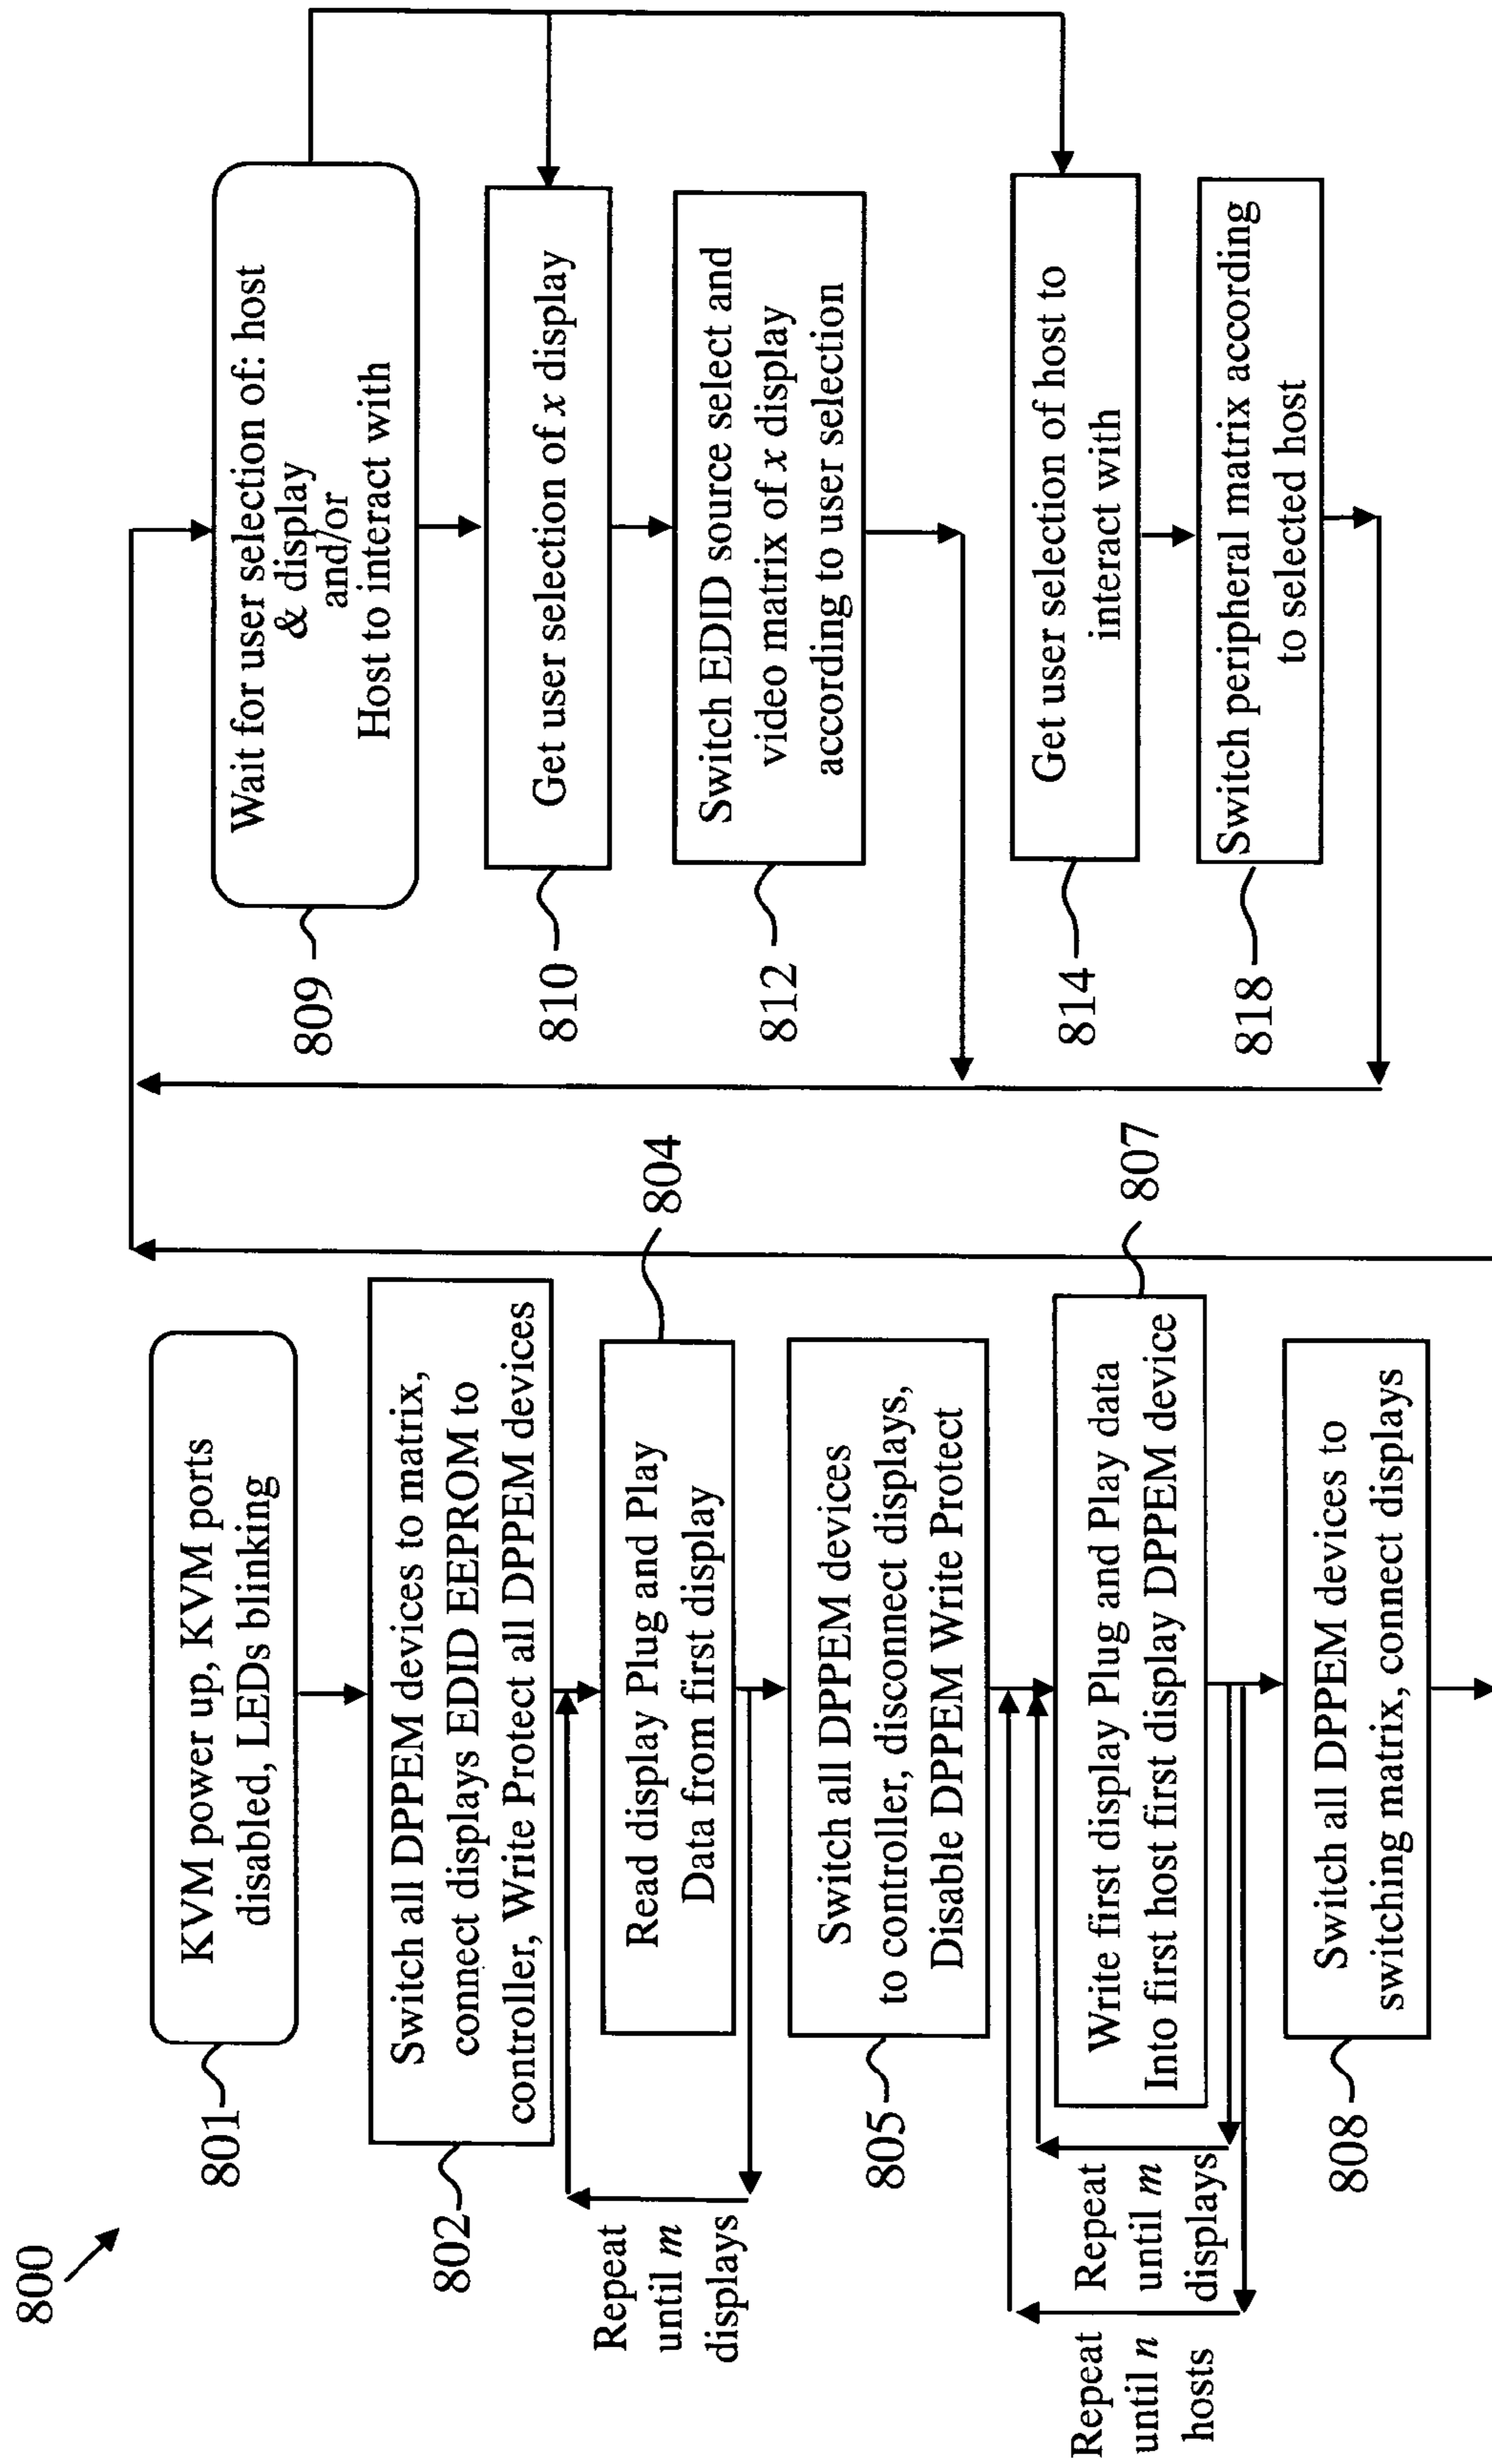 800
801
KVM power up, KVM ports
disabled, LEDs blinking
802
Switch all DPPEM devices to matrix,
connect displays EDID EEPROM to
controller, Write Protect all DPPEM devices
804
Read display Plug and Play
Data from first display
Repeat
until m
displays
805
Switch all DPPEM devices
to controller, disconnect displays,
Disable DPPEM Write Protect
807
Write first display Plug and Play data
Into first host first display DPPEM device
Repeat
until m
displays
Repeat
until n
hosts
808
Switch all DPPEM devices to
switching matrix, connect displays
809
Wait for user selection of: host
& display
and/or
Host to interact with
810
Get user selection of x display
812
Switch EDID source select and
video matrix of x display
according to user selection
814
Get user selection of host to
interact with
818
Switch peripheral matrix according
to selected host